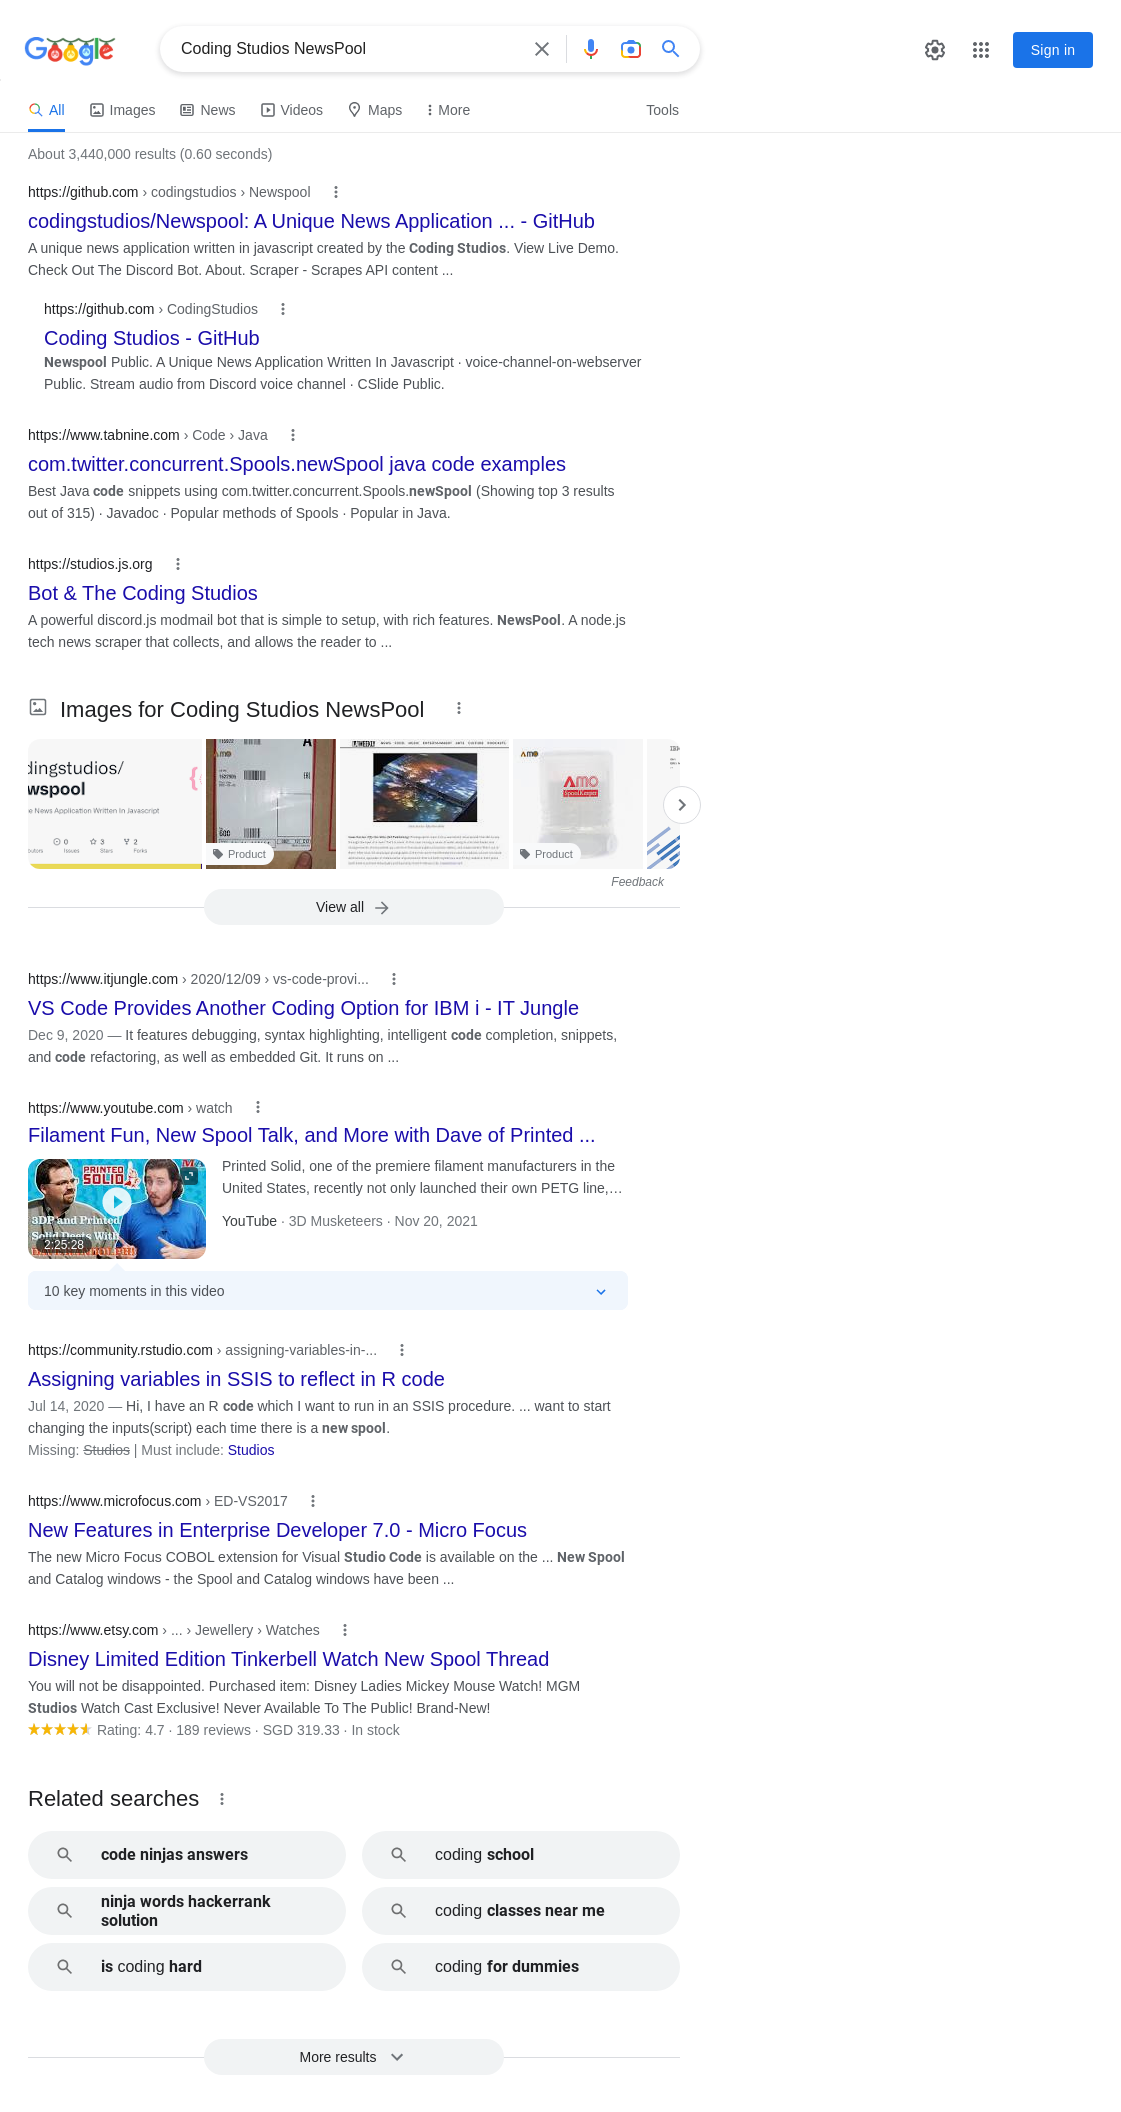 Google
Coding Studios NewsPool
Sign in
All
Images
News
Videos
Maps
More
Tools
About 3,440,000 results (0.60 seconds)
https://github.com › codingstudios › Newspool
codingstudios/Newspool: A Unique News Application ... - GitHub
A unique news application written in javascript created by the Coding Studios. View Live Demo.
Check Out The Discord Bot. About. Scraper - Scrapes API content ...
https://github.com › CodingStudios
Coding Studios - GitHub
Newspool Public. A Unique News Application Written In Javascript · voice-channel-on-webserver
Public. Stream audio from Discord voice channel · CSlide Public.
https://www.tabnine.com › Code › Java
com.twitter.concurrent.Spools.newSpool java code examples
Best Java code snippets using com.twitter.concurrent.Spools.newSpool (Showing top 3 results
out of 315) · Javadoc · Popular methods of Spools · Popular in Java.
https://studios.js.org
Bot & The Coding Studios
A powerful discord.js modmail bot that is simple to setup, with rich features. NewsPool. A node.js
tech news scraper that collects, and allows the reader to ...
Images for Coding Studios NewsPool
dingstudios/
wspool
e News Application Written In Javascript
0
3
2
Issues
Stars
Forks
AMO
1622906
600
Product
LA WEEKLY
AMO
AMO
SpoolKeeper
Product
Feedback
View all
https://www.itjungle.com › 2020/12/09 › vs-code-provi...
VS Code Provides Another Coding Option for IBM i - IT Jungle
Dec 9, 2020 — It features debugging, syntax highlighting, intelligent code completion, snippets,
and code refactoring, as well as embedded Git. It runs on ...
https://www.youtube.com › watch
Filament Fun, New Spool Talk, and More with Dave of Printed ...
PRINTED
SOLID
3DP and Printed
Solid Deets With
2:25:28
Printed Solid, one of the premiere filament manufacturers in the
United States, recently not only launched their own PETG line,…
YouTube · 3D Musketeers · Nov 20, 2021
10 key moments in this video
https://community.rstudio.com › assigning-variables-in-...
Assigning variables in SSIS to reflect in R code
Jul 14, 2020 — Hi, I have an R code which I want to run in an SSIS procedure. ... want to start
changing the inputs(script) each time there is a new spool.
Missing: Studios | Must include: Studios
https://www.microfocus.com › ED-VS2017
New Features in Enterprise Developer 7.0 - Micro Focus
The new Micro Focus COBOL extension for Visual Studio Code is available on the ... New Spool
and Catalog windows - the Spool and Catalog windows have been ...
https://www.etsy.com › ... › Jewellery › Watches
Disney Limited Edition Tinkerbell Watch New Spool Thread
You will not be disappointed. Purchased item: Disney Ladies Mickey Mouse Watch! MGM
Studios Watch Cast Exclusive! Never Available To The Public! Brand-New!
Rating: 4.7 · 189 reviews · SGD 319.33 · In stock
Related searches
code ninjas answers
coding school
ninja words hackerrank
solution
coding classes near me
is coding hard
coding for dummies
More results